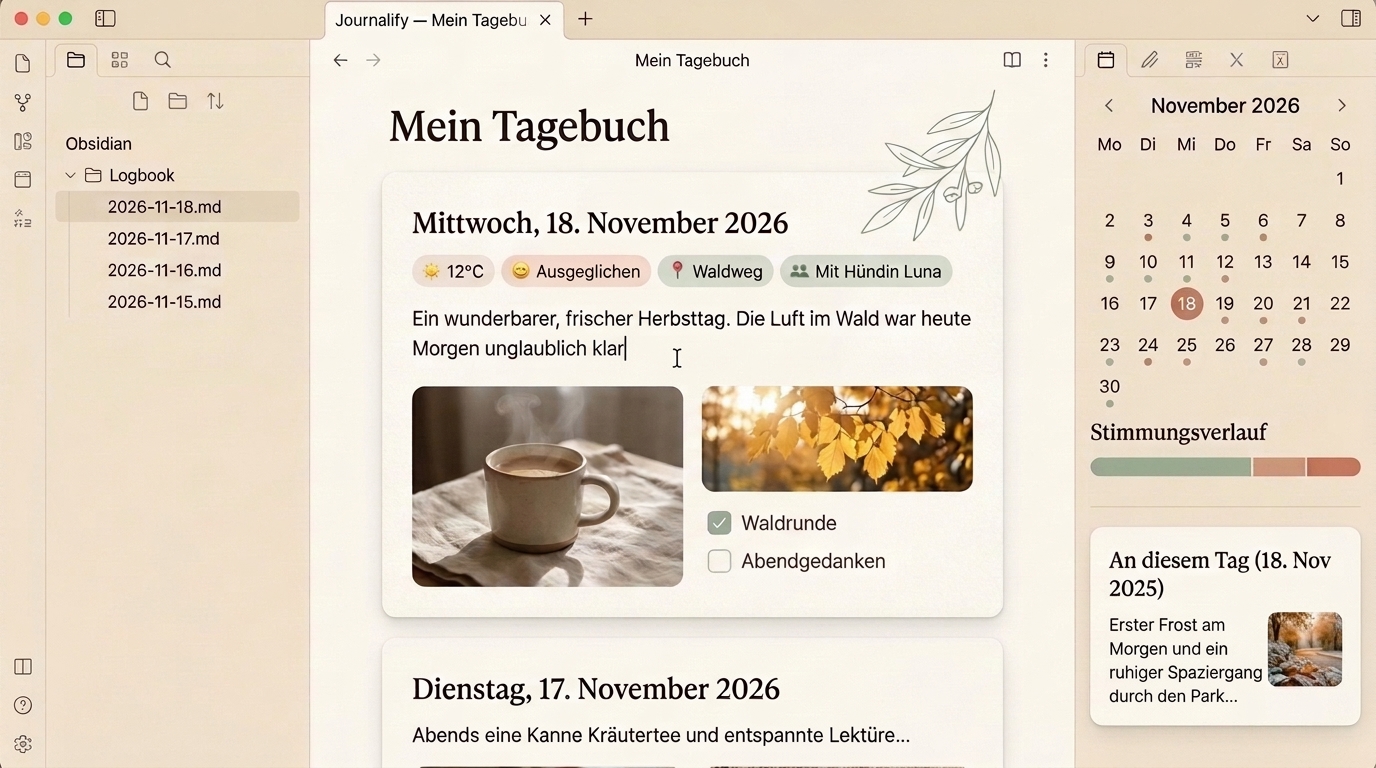 Journalify — Mein Tagebu
Mein Tagebuch
Obsidian
Logbook
2026-11-18.md
2026-11-17.md
2026-11-16.md
2026-11-15.md
Mein Tagebuch
Mittwoch, 18. November 2026
12°C Ausgeglichen Waldweg Mit Hündin Luna
Ein wunderbarer, frischer Herbsttag. Die Luft im Wald war heute
Morgen unglaublich klar
Waldrunde
Abendgedanken
Dienstag, 17. November 2026
Abends eine Kanne Kräutertee und entspannte Lektüre...
November 2026
Mo Di Mi Do Fr Sa So
1
2 3 4 5 6 7 8
9 10 11 12 13 14 15
16 17 18 19 20 21 22
23 24 25 26 27 28 29
30
Stimmungsverlauf
An diesem Tag (18. Nov
2025)
Erster Frost am
Morgen und ein
ruhiger Spaziergang
durch den Park...